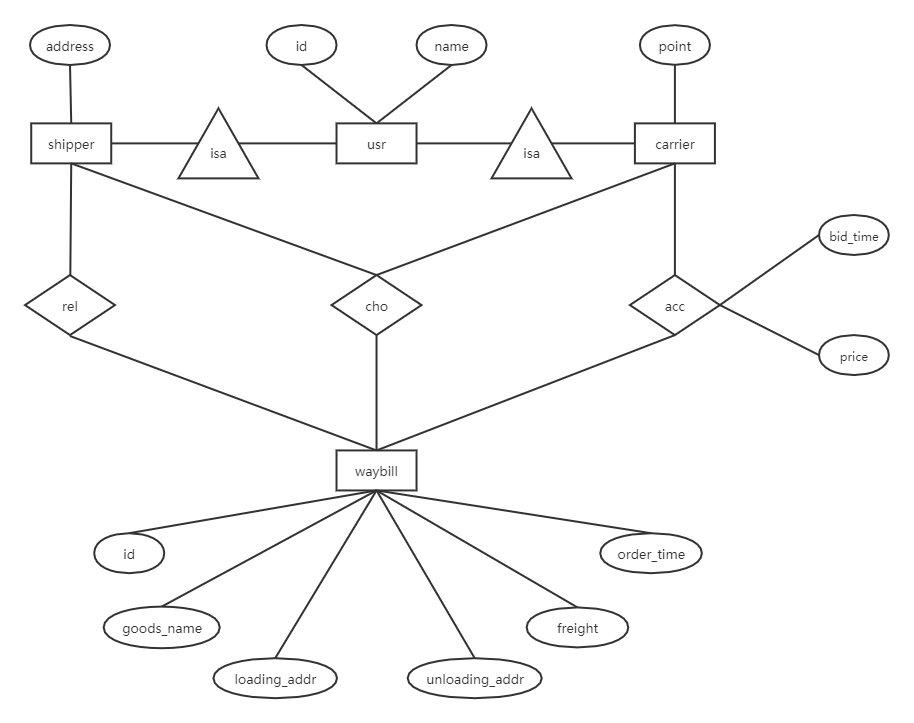 address
id
name
point
shipper
isa
usr
isa
carrier
bid_time
rel
cho
acc
price
waybill
id
order_time
goods_name
freight
loading_addr
unloading_addr